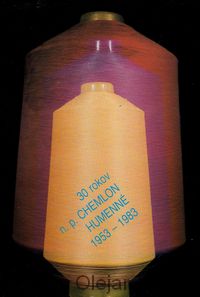 30 rokov
n. p. CHEMLON
HUMENNÉ
1953 – 1983
Olejar